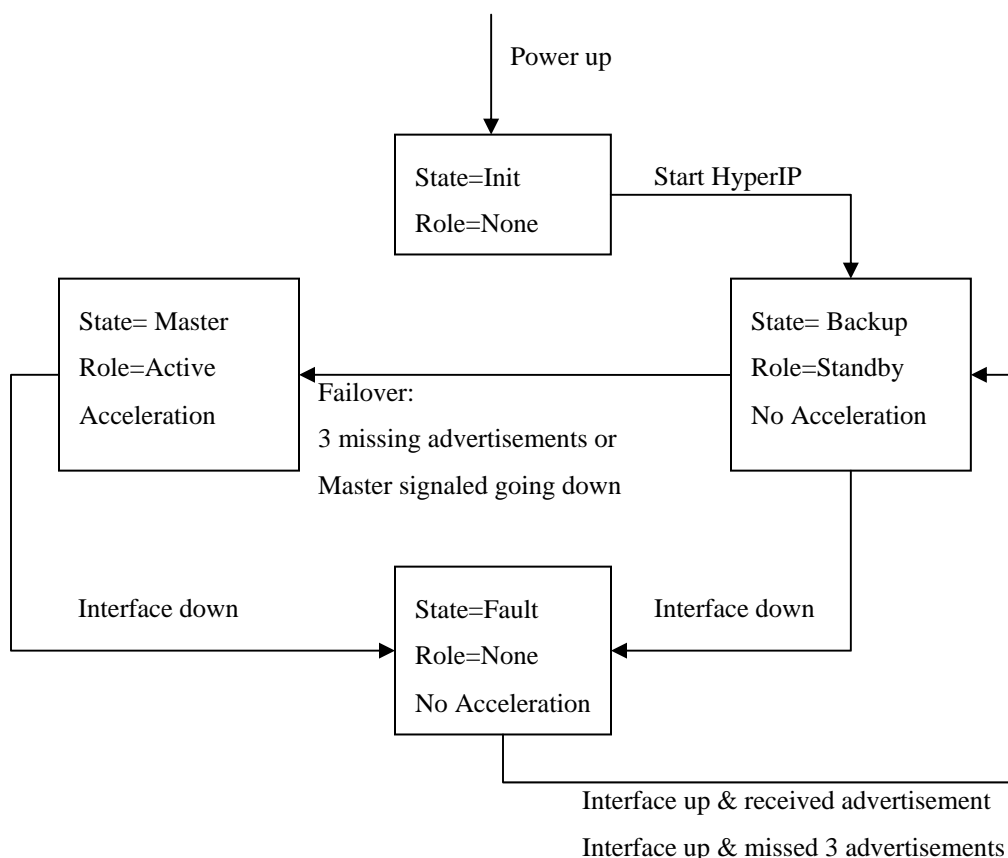 Power up
State=Init
Role=None
Start HyperIP
State= Master
Role=Active
Acceleration
State= Backup
Role=Standby
No Acceleration
Failover:
3 missing advertisements or
Master signaled going down
Interface down
State=Fault
Role=None
No Acceleration
Interface down
Interface up & received advertisement
Interface up & missed 3 advertisements